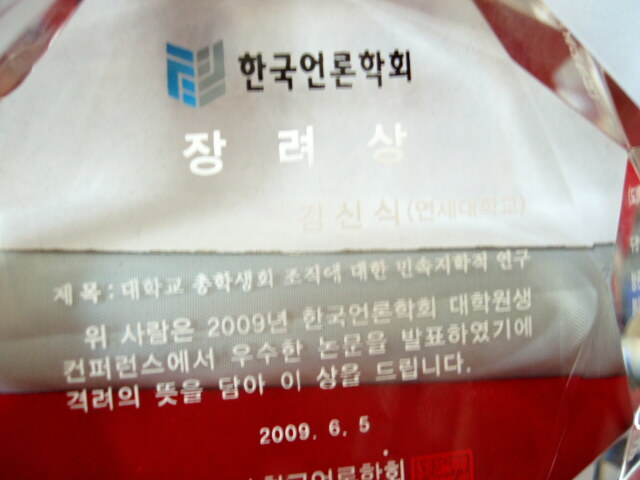 한국언론학회
장 려 상
김신식 (연세대학교)
제 목 : 대학교 총학생회 조직에 대한 민속지학적 연구
위 사람은 2009년 한국언론학회 대학원생
컨퍼런스에서 우수한 논문을 발표하였기에
격려의 뜻을 담아 이 상을 드립니다.
2009. 6. 5
한국언론학회